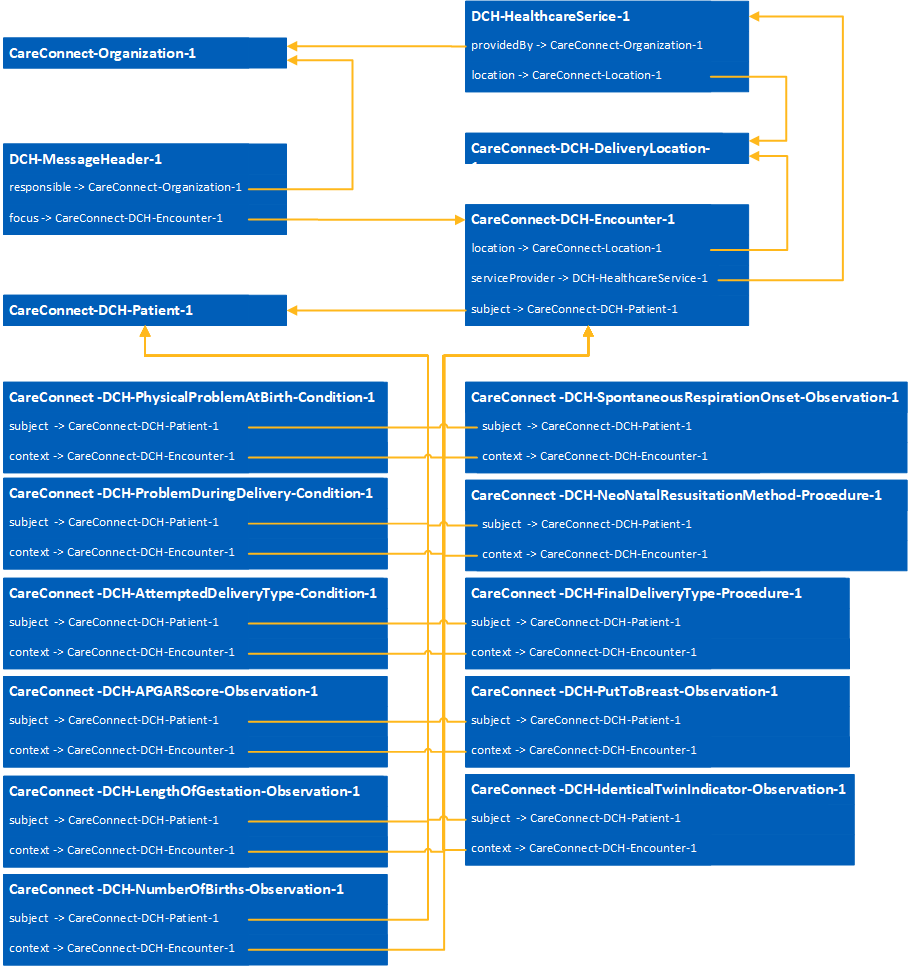 DCH-HealthcareSerice-1
providedBy -> CareConnect-Organization-1
location -> CareConnect-Location-1
CareConnect-Organization-1
CareConnect-DCH-DeliveryLocation-
DCH-MessageHeader-1
responsible -> CareConnect-Organization-1
focus -> CareConnect-DCH-Encounter-1
CareConnect-DCH-Encounter-1
location -> CareConnect-Location-1
serviceProvider -> DCH-HealthcareService-1
subject -> CareConnect-DCH-Patient-1
CareConnect-DCH-Patient-1
CareConnect -DCH-PhysicalProblemAtBirth-Condition-1
subject -> CareConnect-DCH-Patient-1
context -> CareConnect-DCH-Encounter-1
CareConnect -DCH-SpontaneousRespirationOnset-Observation-1
subject -> CareConnect-DCH-Patient-1
context -> CareConnect-DCH-Encounter-1
CareConnect -DCH-ProblemDuringDelivery-Condition-1
subject -> CareConnect-DCH-Patient-1
context -> CareConnect-DCH-Encounter-1
CareConnect -DCH-NeoNatalResusitationMethod-Procedure-1
subject -> CareConnect-DCH-Patient-1
context -> CareConnect-DCH-Encounter-1
CareConnect -DCH-AttemptedDeliveryType-Condition-1
subject -> CareConnect-DCH-Patient-1
context -> CareConnect-DCH-Encounter-1
CareConnect -DCH-FinalDeliveryType-Procedure-1
subject -> CareConnect-DCH-Patient-1
context -> CareConnect-DCH-Encounter-1
CareConnect -DCH-APGARScore-Observation-1
subject -> CareConnect-DCH-Patient-1
context -> CareConnect-DCH-Encounter-1
CareConnect -DCH-PutToBreast-Observation-1
subject -> CareConnect-DCH-Patient-1
context -> CareConnect-DCH-Encounter-1
CareConnect -DCH-LengthOfGestation-Observation-1
subject -> CareConnect-DCH-Patient-1
context -> CareConnect-DCH-Encounter-1
CareConnect -DCH-IdenticalTwinIndicator-Observation-1
subject -> CareConnect-DCH-Patient-1
context -> CareConnect-DCH-Encounter-1
CareConnect -DCH-NumberOfBirths-Observation-1
subject -> CareConnect-DCH-Patient-1
context -> CareConnect-DCH-Encounter-1